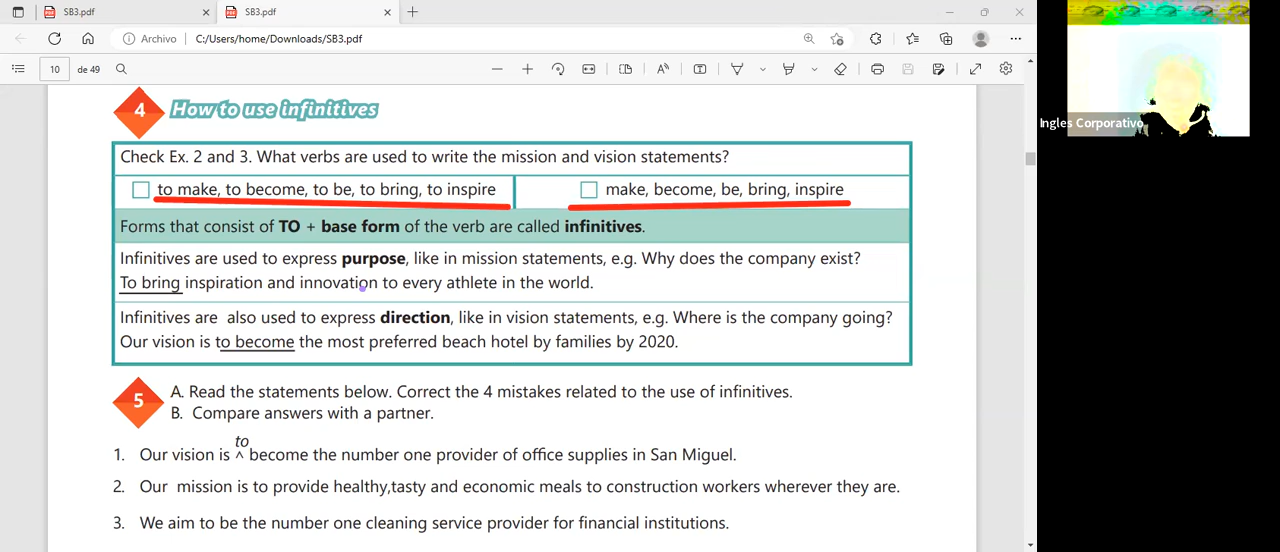 SB3.pdf
SB3.pdf
Archivo C:/Users/home/Downloads/SB3.pdf
10 de 49
4 How to use infinitives
Check Ex. 2 and 3. What verbs are used to write the mission and vision statements?
to make, to become, to be, to bring, to inspire
make, become, be, bring, inspire
Forms that consist of TO + base form of the verb are called infinitives.
Infinitives are used to express purpose, like in mission statements, e.g. Why does the company exist?
To bring inspiration and innovation to every athlete in the world.
Infinitives are also used to express direction, like in vision statements, e.g. Where is the company going?
Our vision is to become the most preferred beach hotel by families by 2020.
5 A. Read the statements below. Correct the 4 mistakes related to the use of infinitives.
B. Compare answers with a partner.
to
1. Our vision is ^ become the number one provider of office supplies in San Miguel.
2. Our mission is to provide healthy,tasty and economic meals to construction workers wherever they are.
3. We aim to be the number one cleaning service provider for financial institutions.
Ingles Corporativo